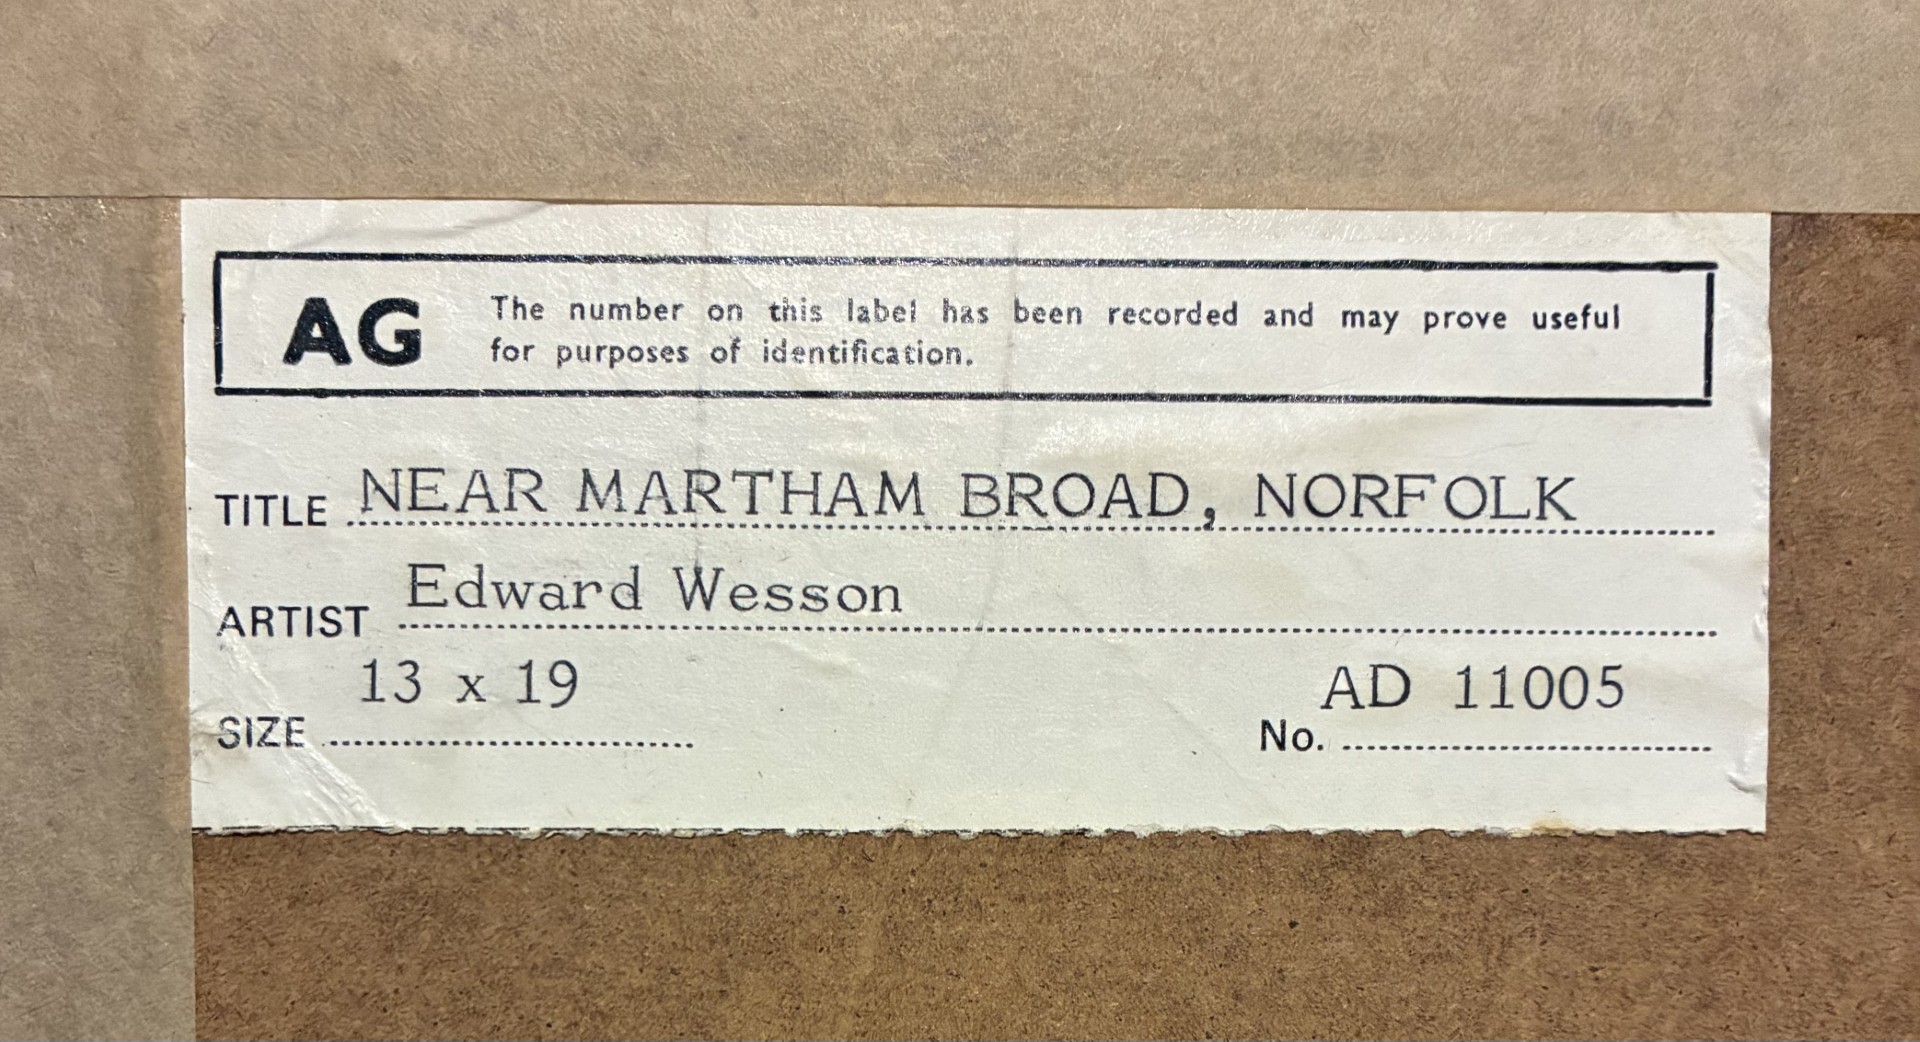 AG
The number on this label has been recorded and may prove useful
for purposes of identification.
TITLE NEAR MARTHAM BROAD, NORFOLK
ARTIST Edward Wesson
SIZE 13 x 19 No. AD 11005